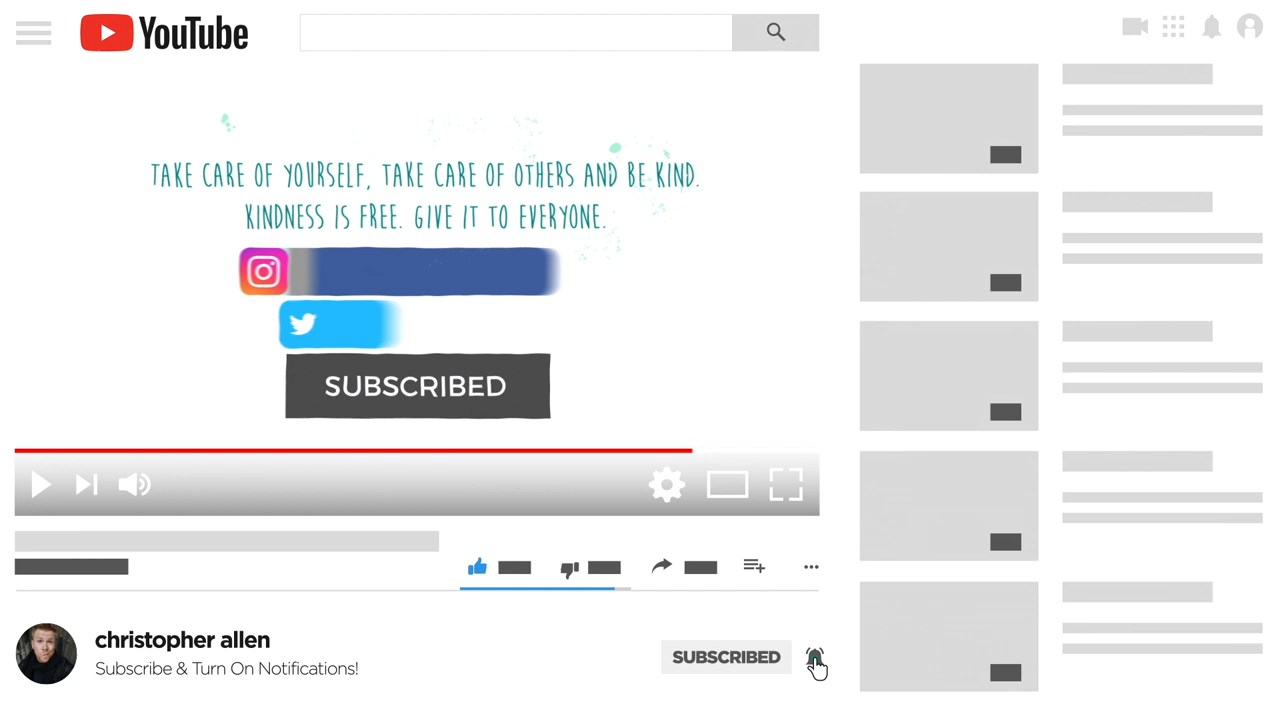 YouTube
TAKE CARE OF YOURSELF, TAKE CARE OF OTHERS AND BE KIND.
KINDNESS IS FREE. GIVE IT TO EVERYONE.
SUBSCRIBED
christopher allen
Subscribe & Turn On Notifications!
SUBSCRIBED